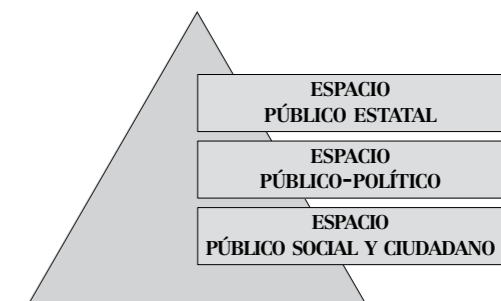 ESPACIO
PÚBLICO ESTATAL
ESPACIO
PÚBLICO-POLÍTICO
ESPACIO
PÚBLICO SOCIAL Y CIUDADANO